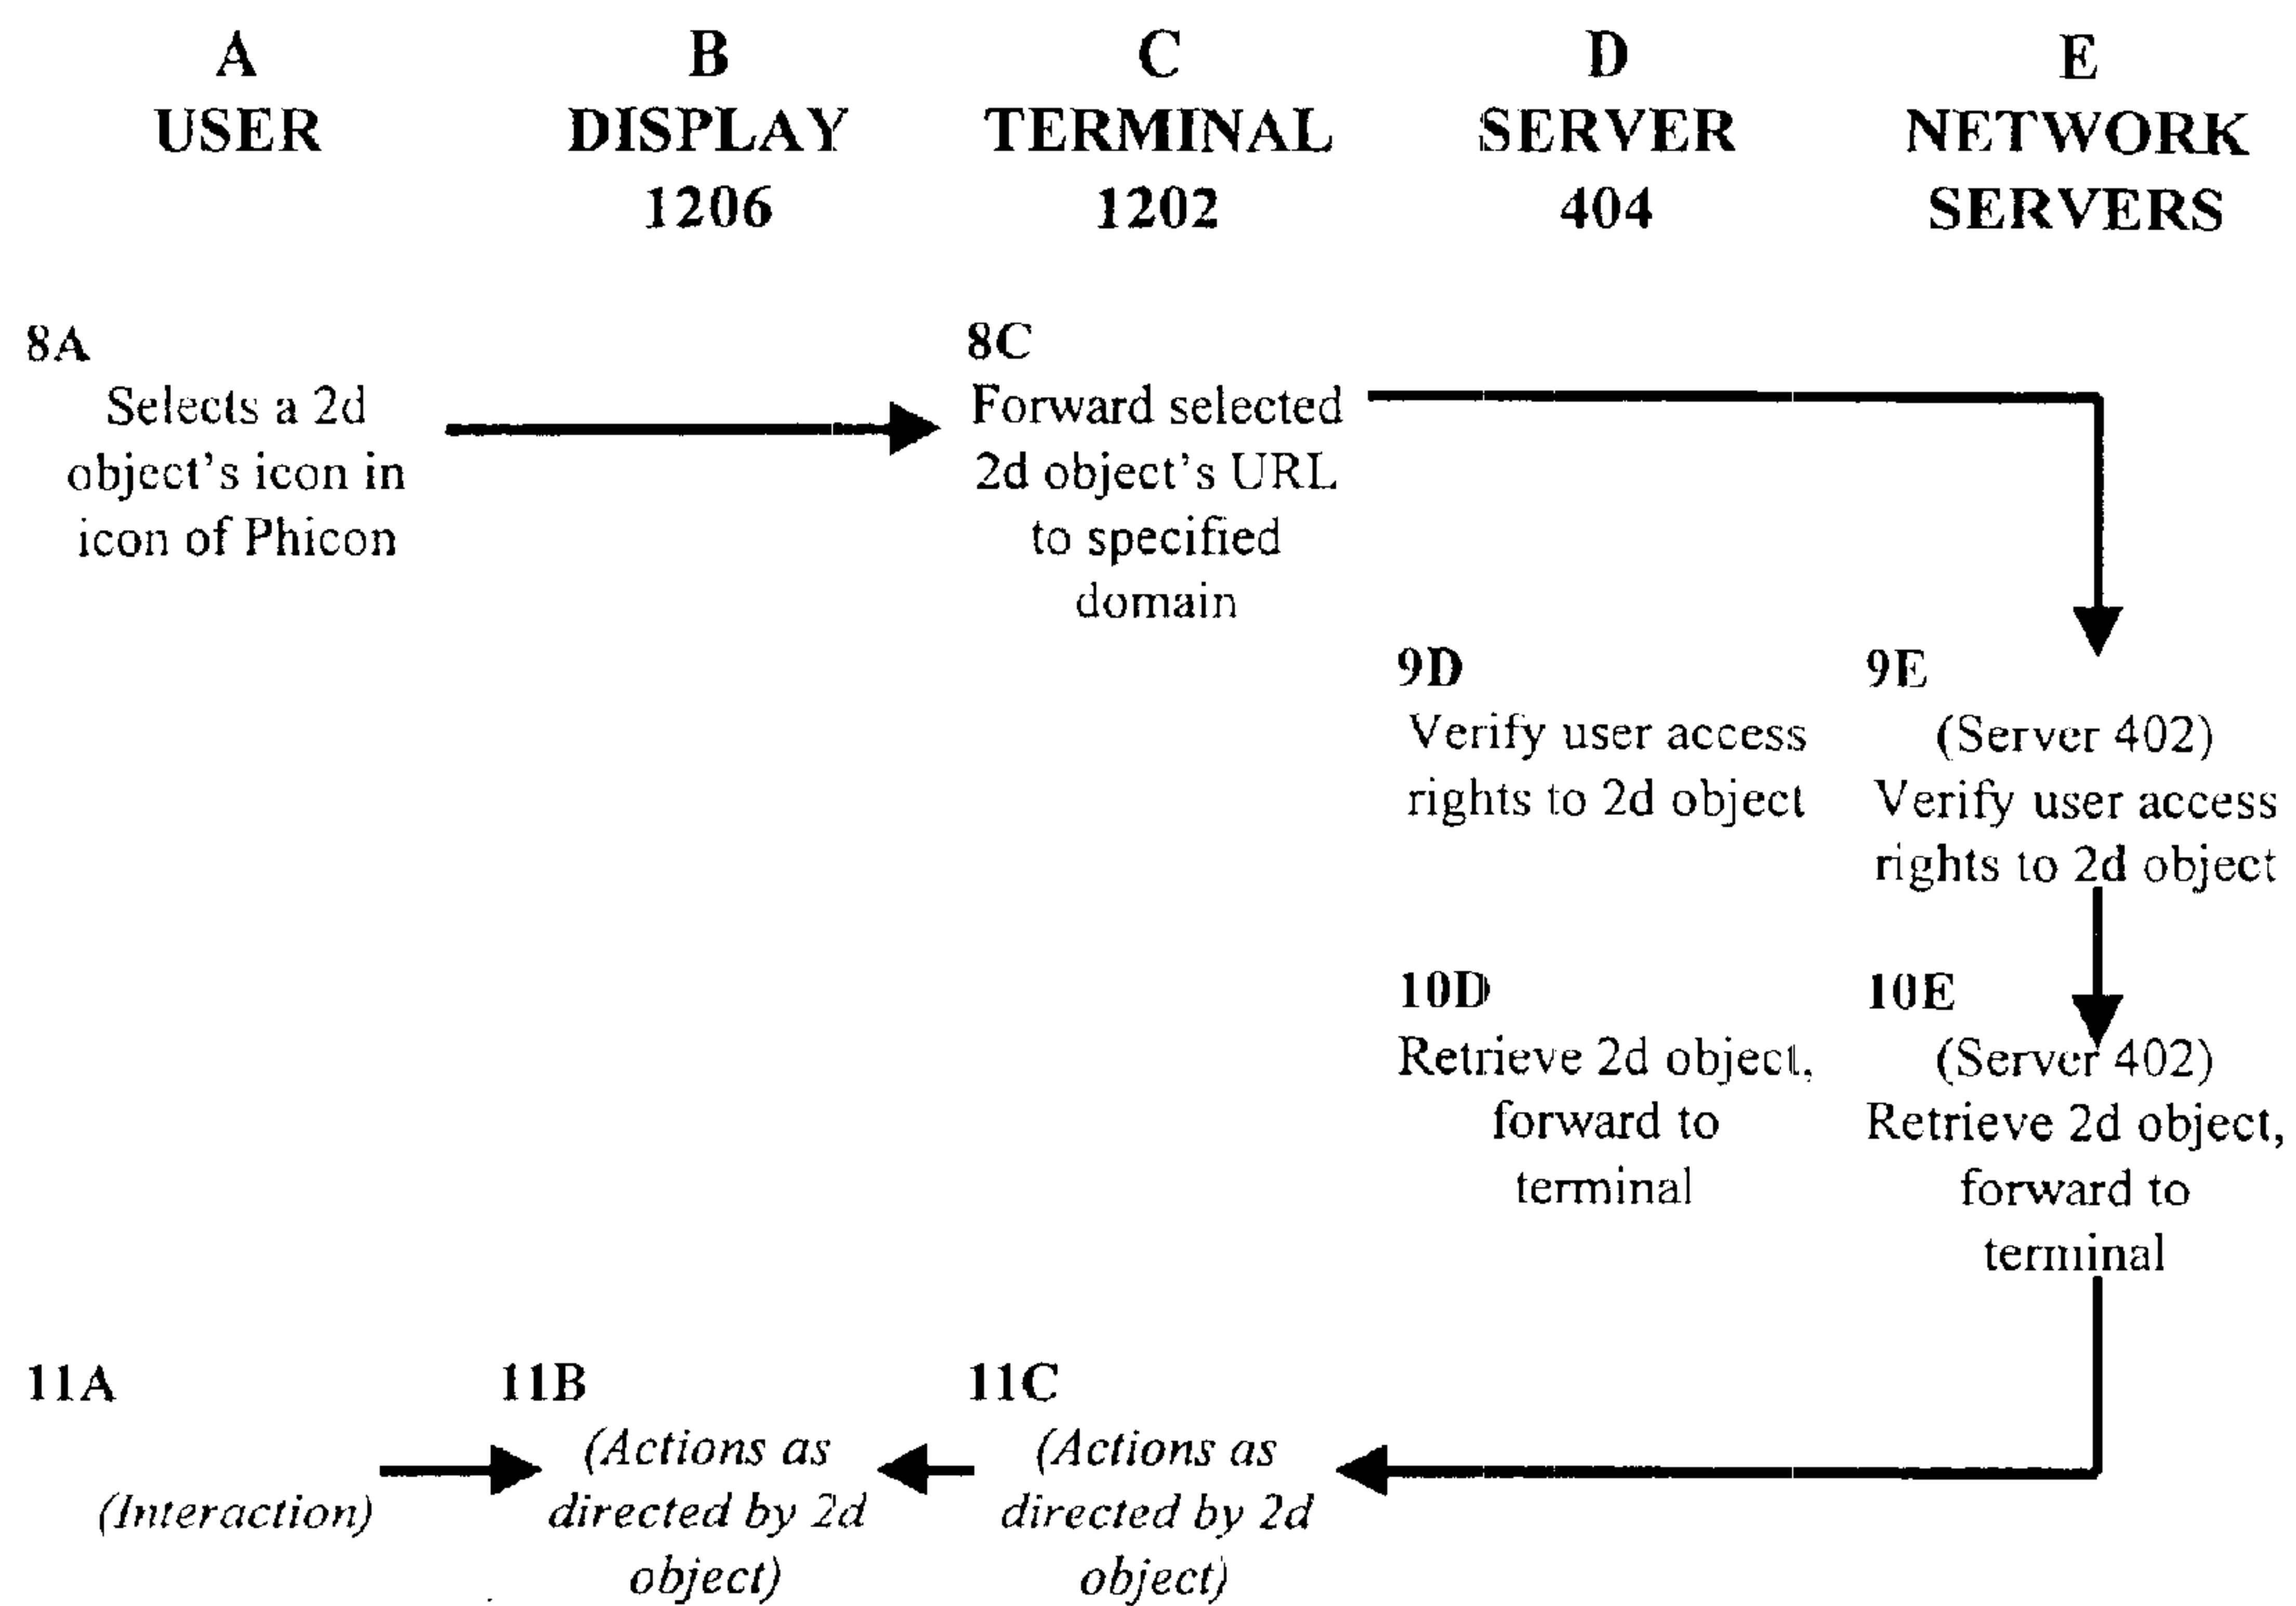 A
USER
B
DISPLAY
1206
C
TERMINAL
1202
D
SERVER
404
E
NETWORK
SERVERS
8A
Selects a 2d
object's icon in
icon of Phicon
8C
Forward selected
2d object's URL
to specified
domain
9D
Verify user access
rights to 2d object
9E
(Server 402)
Verify user access
rights to 2d object
10D
Retrieve 2d object,
forward to
terminal
10E
(Server 402)
Retrieve 2d object,
forward to
terminal
11A
(Interaction)
11B
(Actions as
directed by 2d
object)
11C
(Actions as
directed by 2d
object)